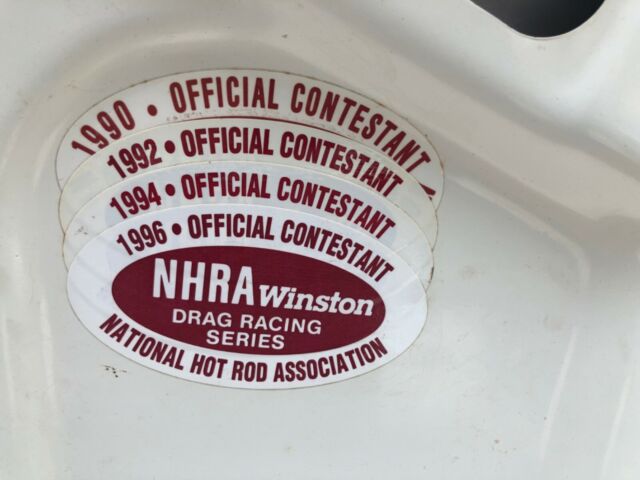 1990 • OFFICIAL CONTESTANT
1992 • OFFICIAL CONTESTANT
1994 • OFFICIAL CONTESTANT
1996 • OFFICIAL CONTESTANT
NHRA Winston
DRAG RACING
SERIES
NATIONAL HOT ROD ASSOCIATION